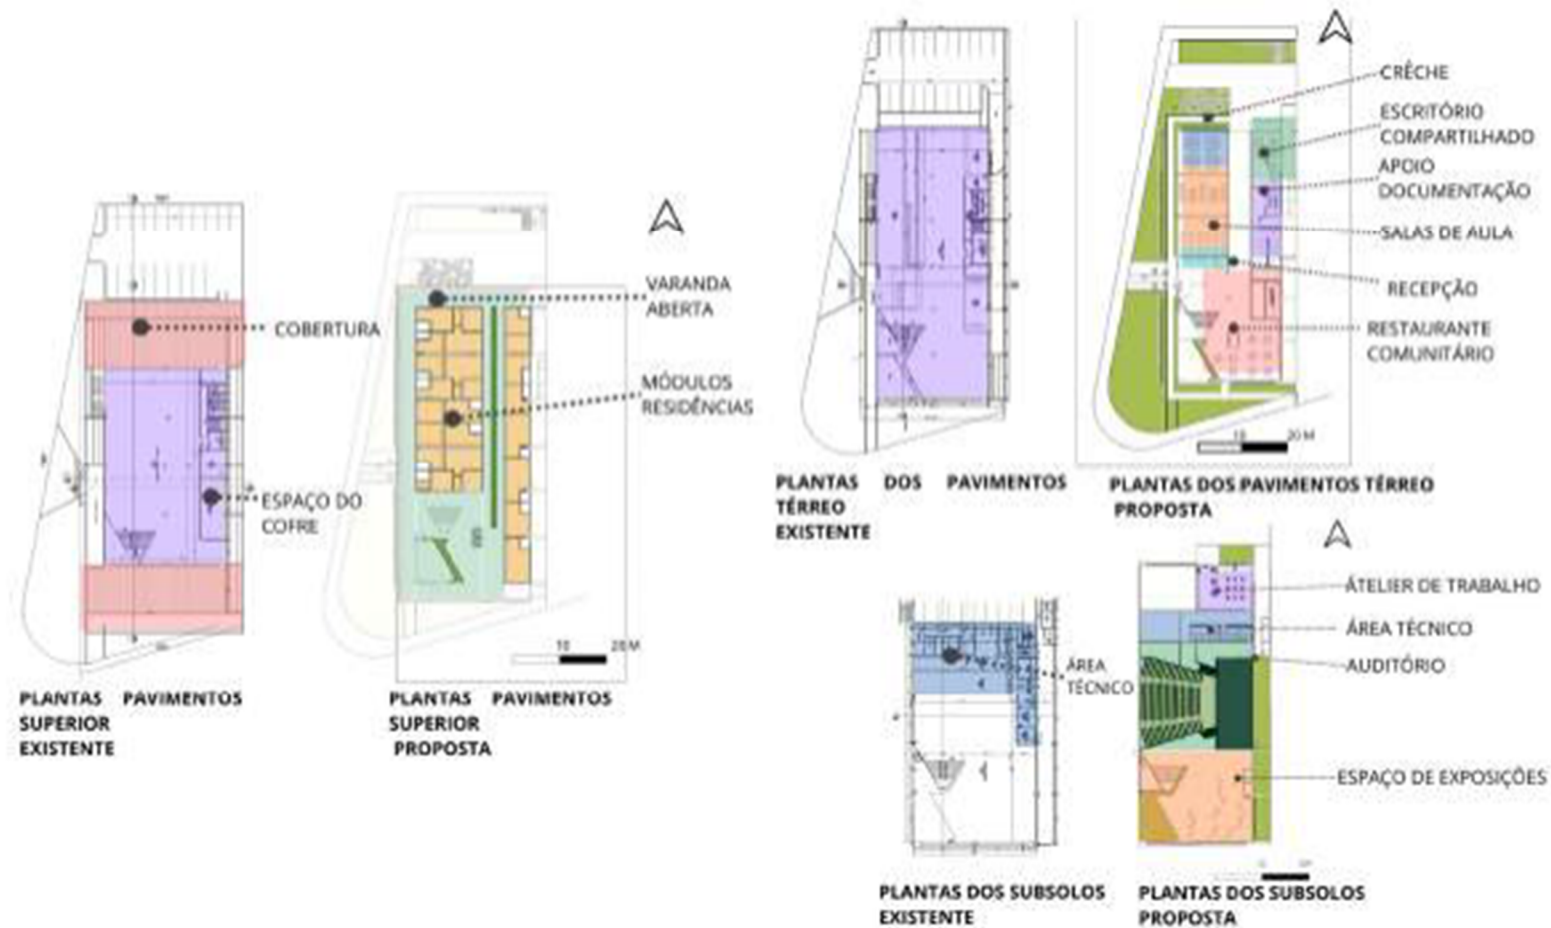 COBERTURA
ESPAÇO DO
COFRE
PLANTAS PAVIMENTOS
SUPERIOR
EXISTENTE
VARANDA
ABERTA
MÓDULOS
RESIDÊNCIAS
10 20 M
PLANTAS PAVIMENTOS
SUPERIOR
PROPOSTA
PLANTAS DOS PAVIMENTOS
TÉRREO
EXISTENTE
CRÊCHE
ESCRITÓRIO
COMPARTILHADO
APOIO
DOCUMENTAÇÃO
SALAS DE AULA
RECEPÇÃO
RESTAURANTE
COMUNITÁRIO
10 20 M
PLANTAS DOS PAVIMENTOS TÉRREO
PROPOSTA
ÁREA
TÉCNICO
PLANTAS DOS SUBSOLOS
EXISTENTE
ÁTELIER DE TRABALHO
ÁREA TÉCNICO
AUDITÓRIO
ESPAÇO DE EXPOSIÇÕES
PLANTAS DOS SUBSOLOS
PROPOSTA